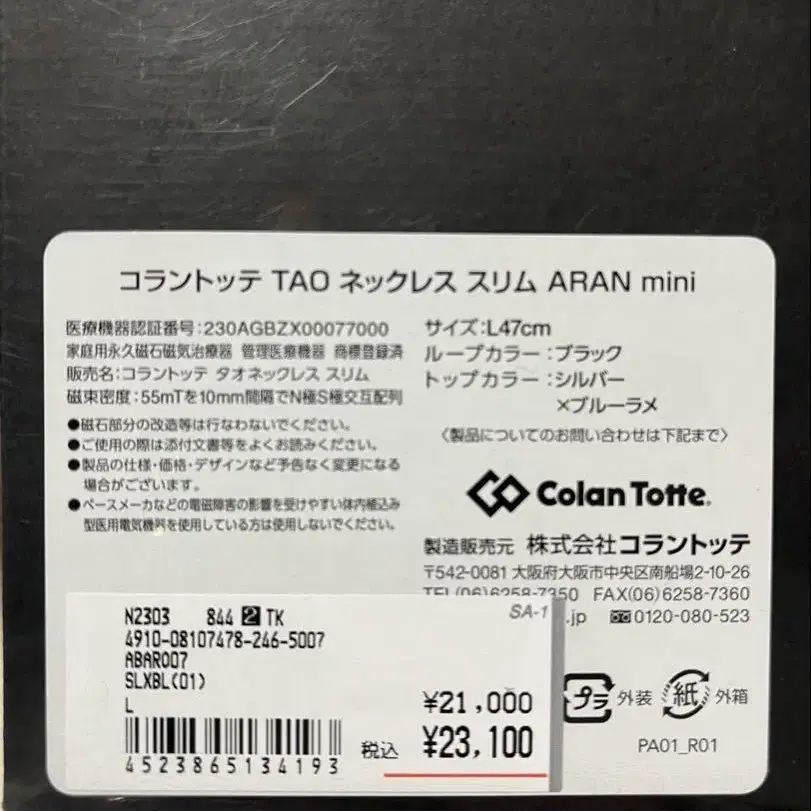 コラントッテ TAO ネックレス スリム ARAN mini
医療機器認証番号:230AGBZX00077000
家庭用永久磁石磁気治療器 管理医療機器 商標登録済
販売名:コラントッテ タオネックレス スリム
磁束密度:55mTを10mm間隔でN極S極交互配列
●磁石部分の改造等は行なわないでください。
●ご使用の際は添付文書等をよくお読みください。
●製品の仕様・価格・デザインなど予告なく変更になる
場合がございます。
●ペースメーカなどの電磁障害の影響を受けやすい体内植込み
型医用電気機器を使用している方は使用しないでください。
サイズ:L47cm
ループカラー:ブラック
トップカラー:シルバー
×ブルーラメ
〈製品についてのお問い合わせは下記まで〉
Colan Totte.
製造販売元 株式会社コラントッテ
〒542-0081 大阪府大阪市中央区南船場2-10-26
TEL(06)6258-7350 FAX(06)6258-7360
.jp 0120-080-523
プラ 外装 紙 外箱
PA01_R01
N2303 844 2 TK
SA-1
4910-08107478-246-5007
ABAR007
SLXBL(01)
L
¥21,000
税込 ¥23,100
4523865134193